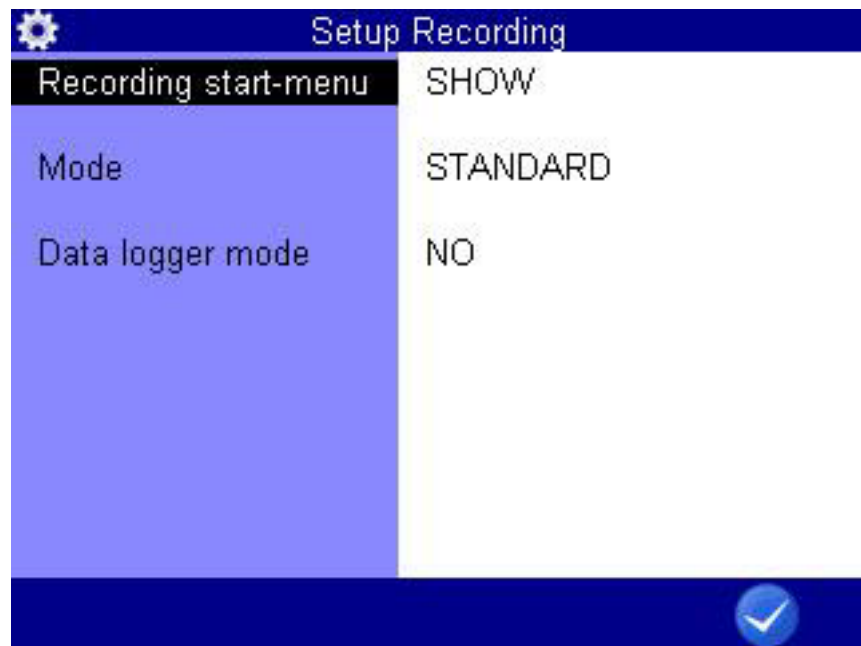 Setup Recording
Recording start-menu SHOW
Mode STANDARD
Data logger mode NO